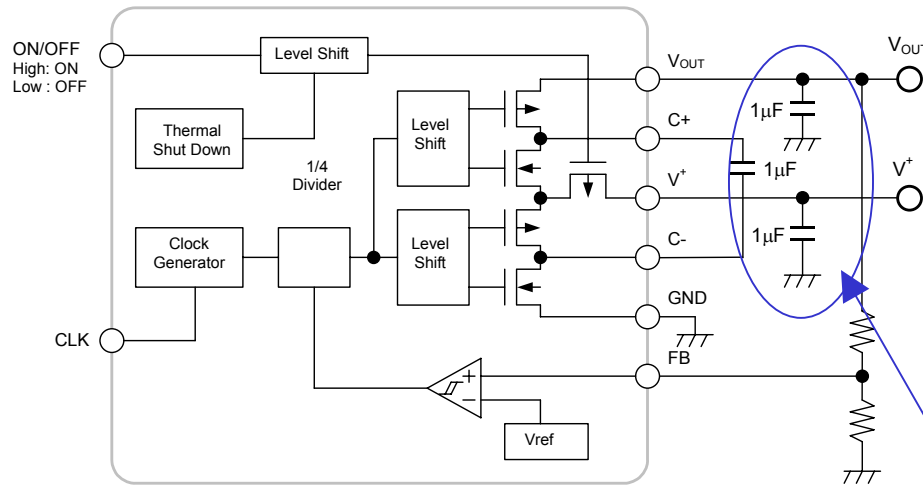 ON/OFF
High: ON
Low : OFF
Level Shift
Thermal
Shut Down
1/4
Divider
Level
Shift
Level
Shift
Clock
Generator
CLK
Vref
+
−
VOUT
C+
V+
C-
GND
FB
1μF
1μF
1μF
VOUT
V+